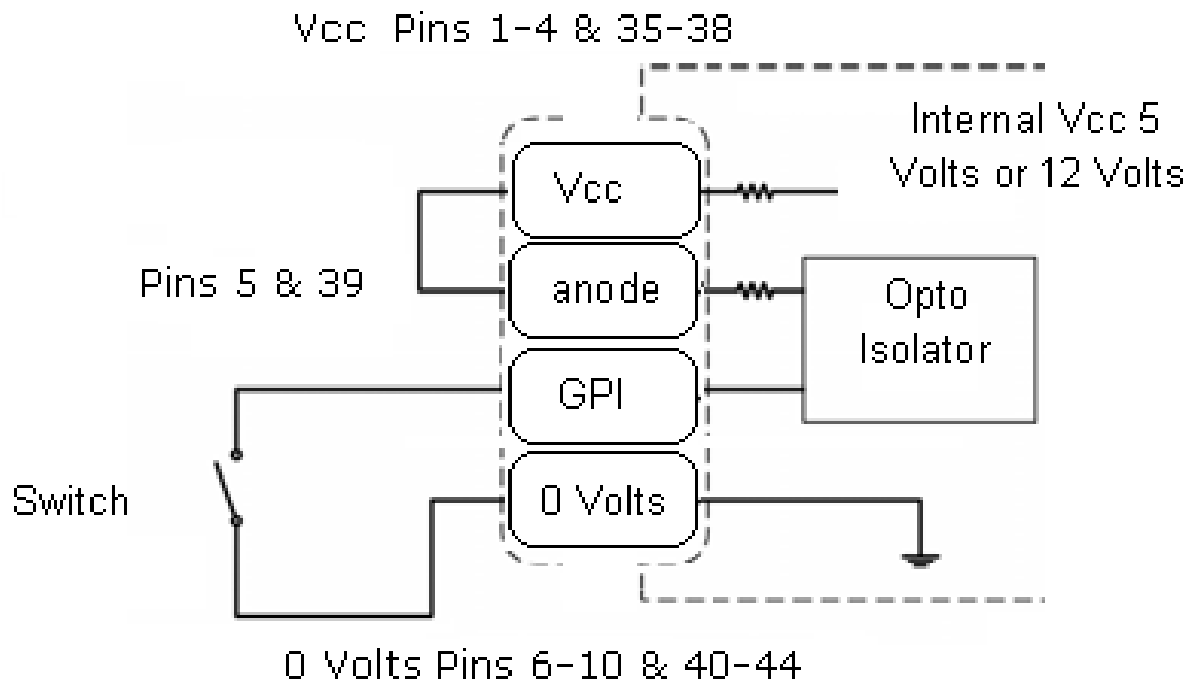 Vcc Pins 1-4 & 35-38
Internal Vcc 5
Volts or 12 Volts
Vcc
Pins 5 & 39
anode
Opto
Isolator
GPI
Switch
0 Volts
0 Volts Pins 6-10 & 40-44